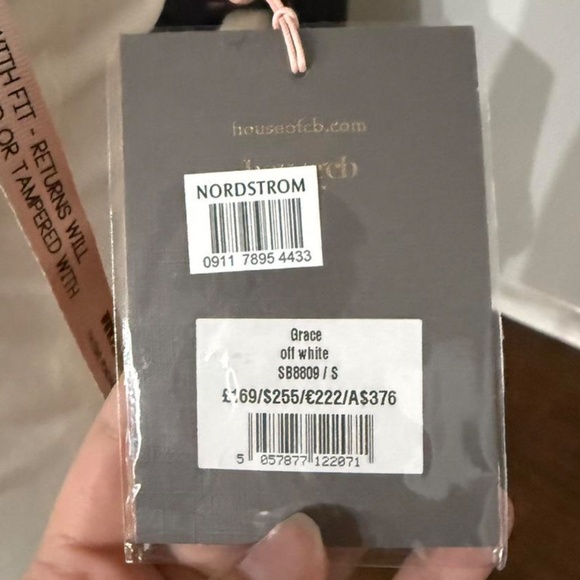 WITH FIT - RETURNS WILL
OR TAMPERED WITH
houseofcb.com
NORDSTROM
0911 7895 4433
Grace
off white
SB8809 / S
£169/$255/€222/A$376
5 057877 122071